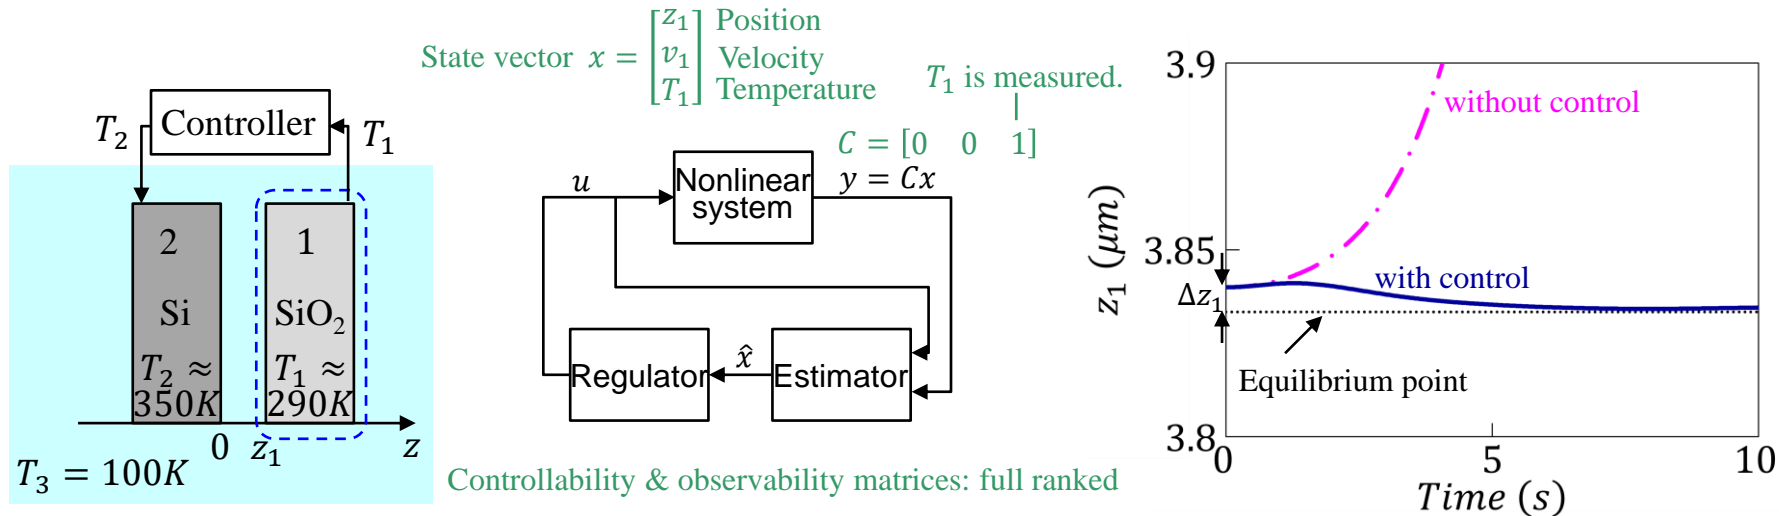 Controller
T₂
T₁
2
Si
T₂ ≈
350K
1
SiO₂
T₁ ≈
290K
0
z₁
z
T₃ = 100K
State vector x = [z₁ v₁ T₁]
Position
Velocity
Temperature
T₁ is measured.
C = [0 0 1]
u
Nonlinear
system
y = Cx
Regulator
x̂
Estimator
Controllability & observability matrices: full ranked
3.9
without control
3.85
with control
Δz₁
z₁ (μm)
Equilibrium point
3.8
0
5
10
Time (s)